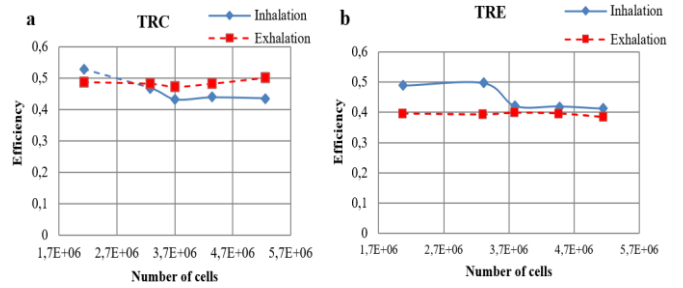 a
TRC
Inhalation
Exhalation
0,6
0,5
0,4
0,3
0,2
0,1
0
Efficiency
1,7E+06 2,7E+06 3,7E+06 4,7E+06 5,7E+06
Number of cells
b
TRE
Inhalation
Exhalation
0,6
0,5
0,4
0,3
0,2
0,1
0
Efficiency
1,7E+06 2,7E+06 3,7E+06 4,7E+06 5,7E+06
Number of cells